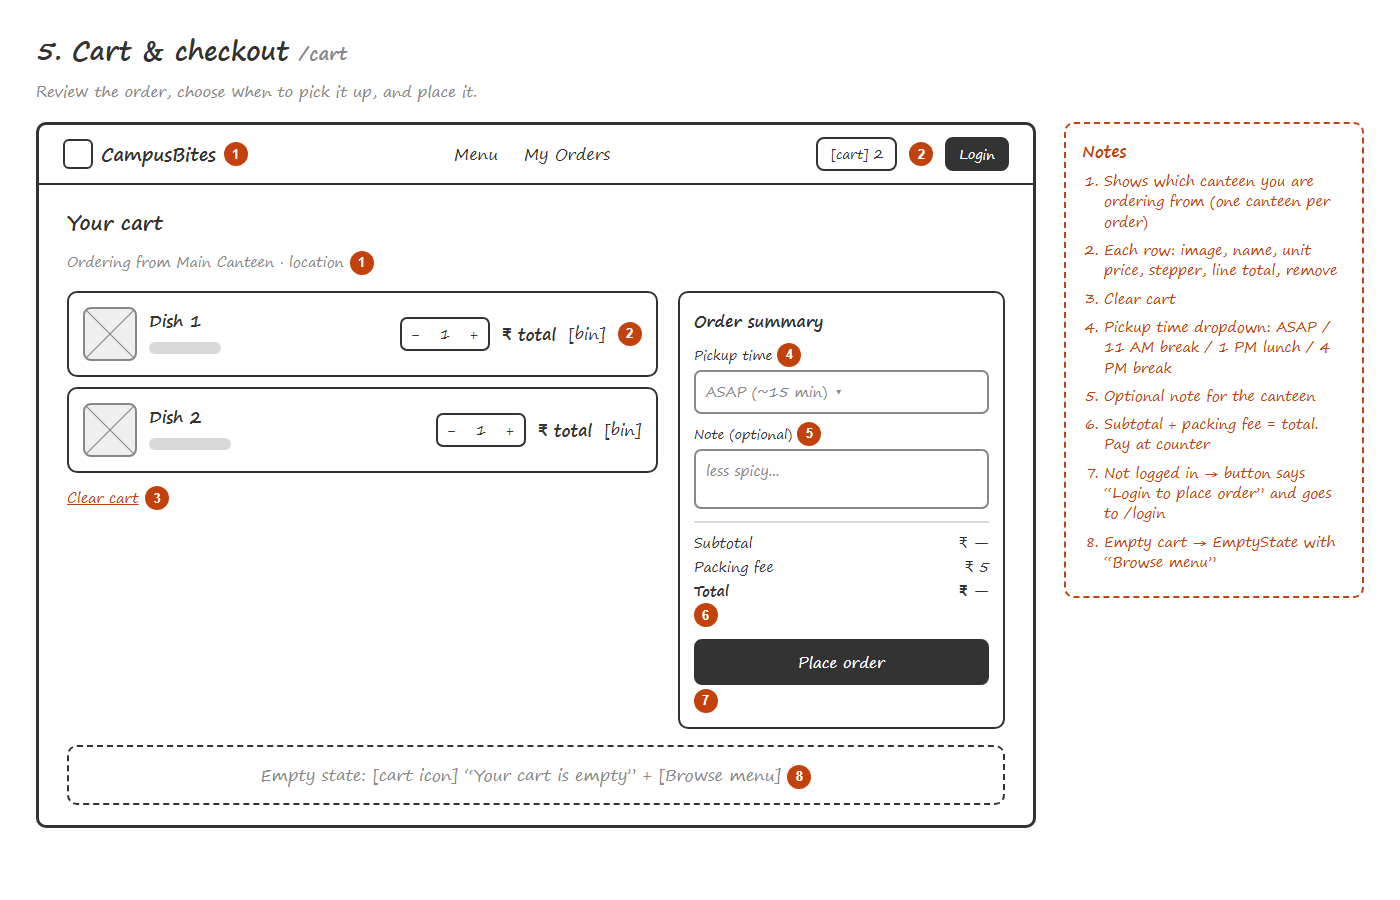 5. Cart & checkout /cart
Review the order, choose when to pick it up, and place it.
CampusBites 1
Menu My Orders
[cart] 2 2 Login
Your cart
Ordering from Main Canteen · location 1
Dish 1
− 1 + ₹ total [bin] 2
Dish 2
− 1 + ₹ total [bin]
Clear cart 3
Order summary
Pickup time 4
ASAP (~15 min) ▾
Note (optional) 5
less spicy...
Subtotal ₹ —
Packing fee ₹ 5
Total ₹ —
6
Place order
7
Empty state: [cart icon] “Your cart is empty” + [Browse menu] 8
Notes
1. Shows which canteen you are
ordering from (one canteen per
order)
2. Each row: image, name, unit
price, stepper, line total, remove
3. Clear cart
4. Pickup time dropdown: ASAP /
11 AM break / 1 PM lunch / 4
PM break
5. Optional note for the canteen
6. Subtotal + packing fee = total.
Pay at counter
7. Not logged in → button says
“Login to place order” and goes
to /login
8. Empty cart → EmptyState with
“Browse menu”